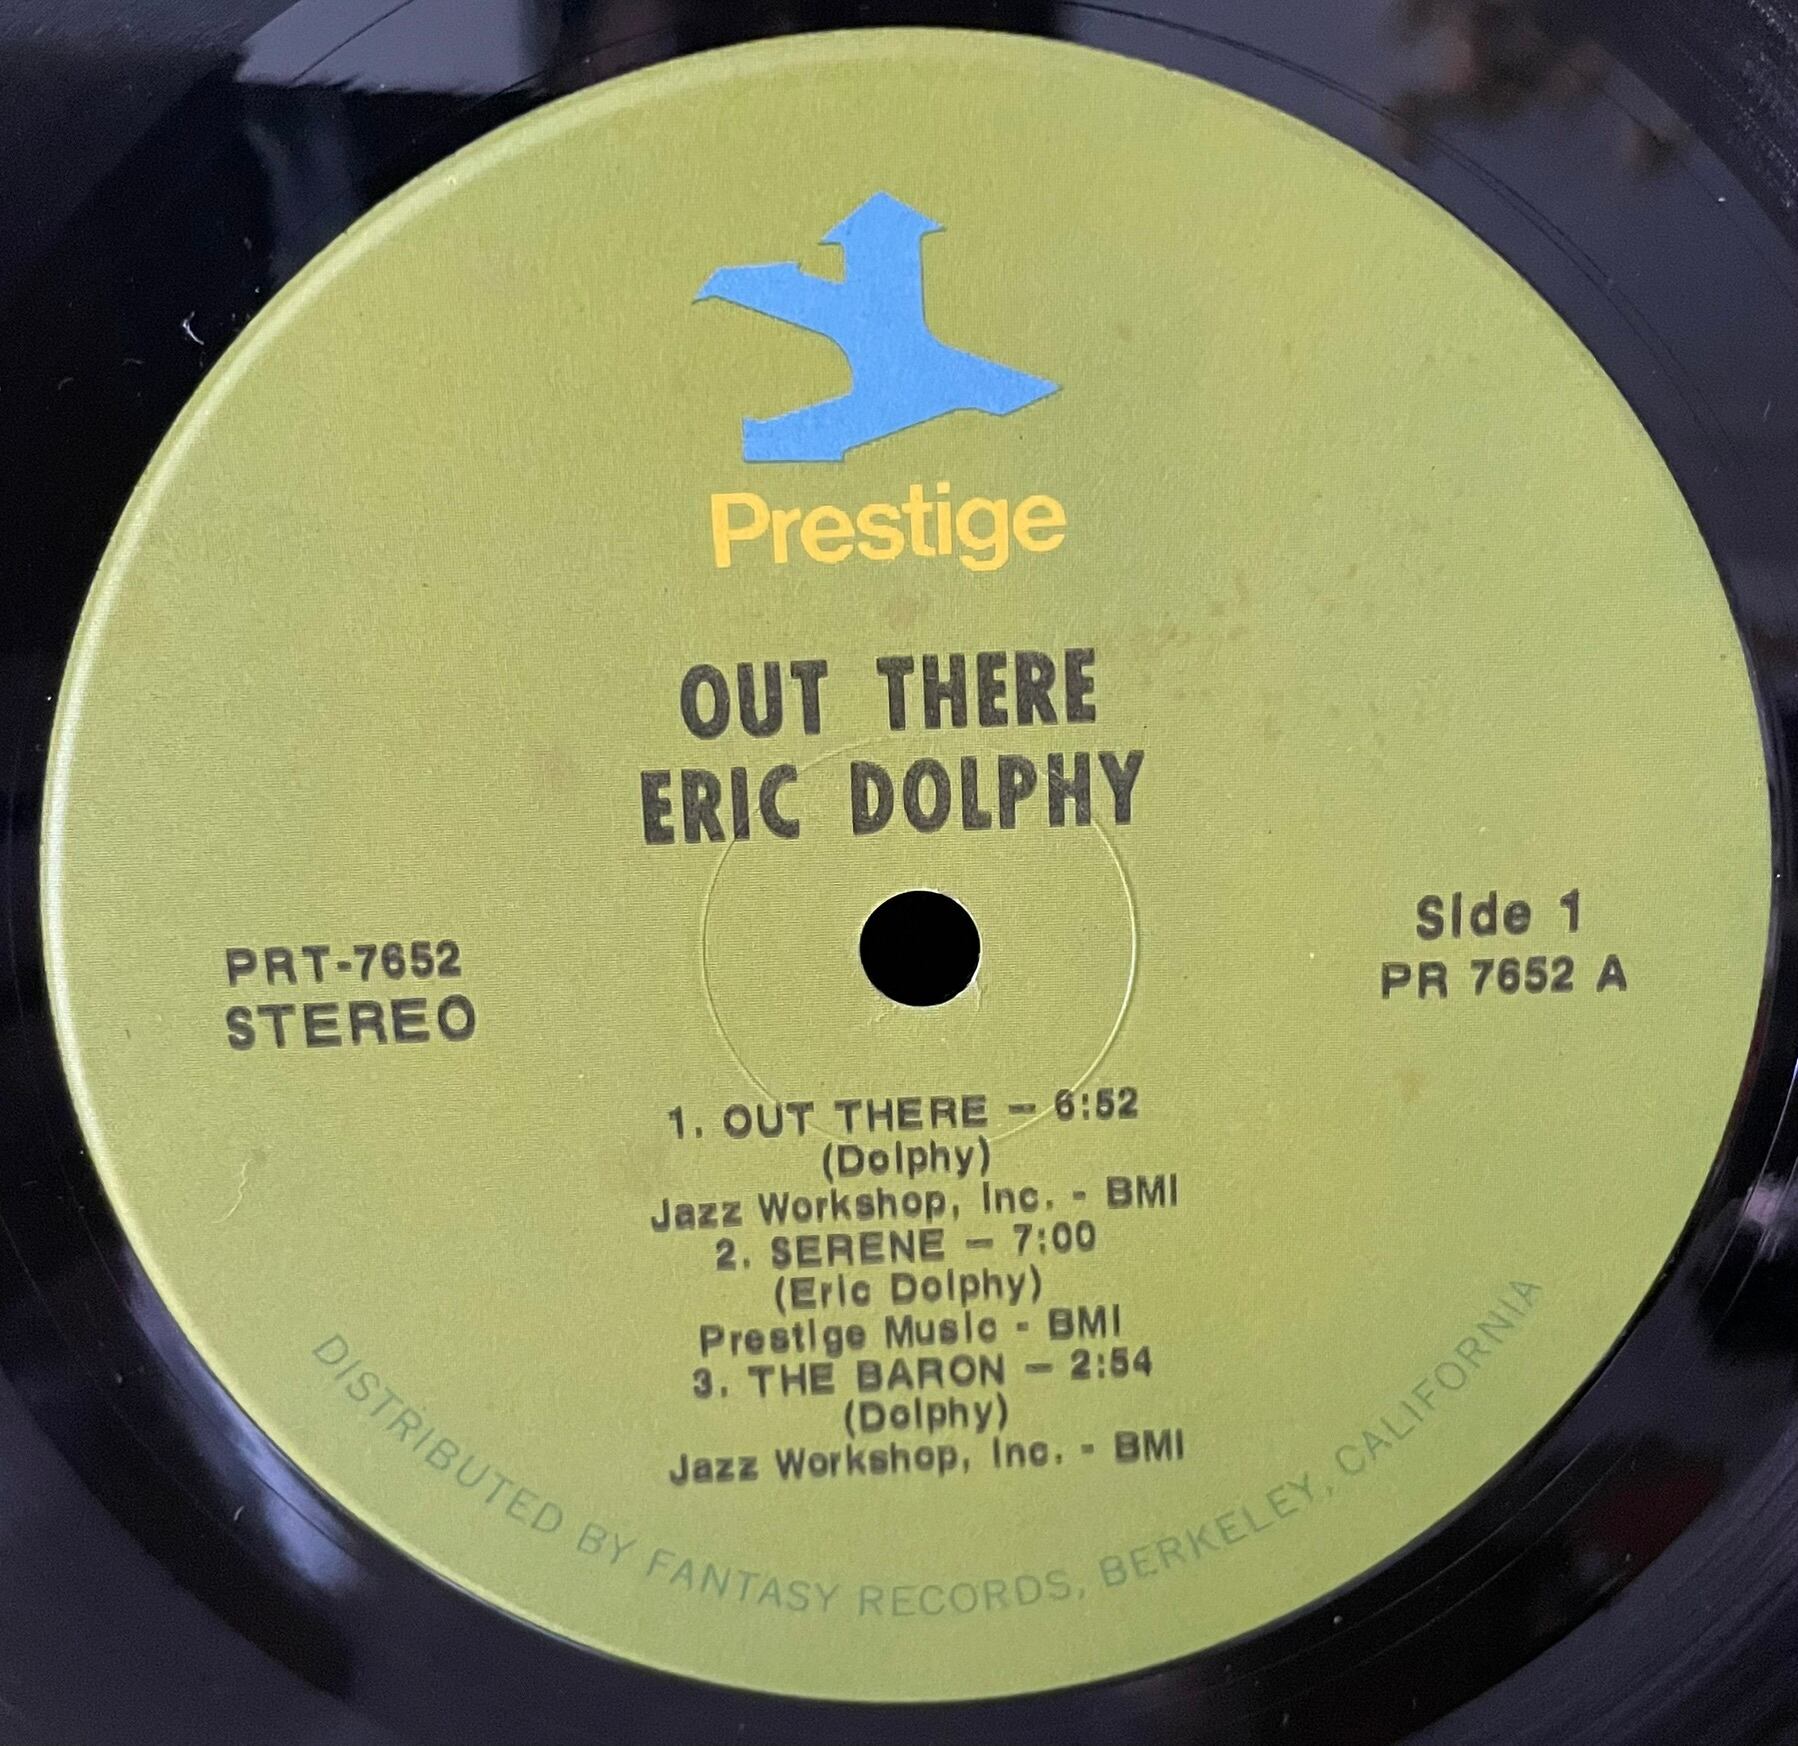 Prestige
OUT THERE
ERIC DOLPHY
PRT-7652
STEREO
Side 1
PR 7652 A
1. OUT THERE — 6:52
(Dolphy)
Jazz Workshop, Inc. - BMI
2. SERENE — 7:00
(Eric Dolphy)
Prestige Music - BMI
3. THE BARON — 2:54
(Dolphy)
Jazz Workshop, Inc. - BMI
DISTRIBUTED BY FANTASY RECORDS, BERKELEY, CALIFORNIA